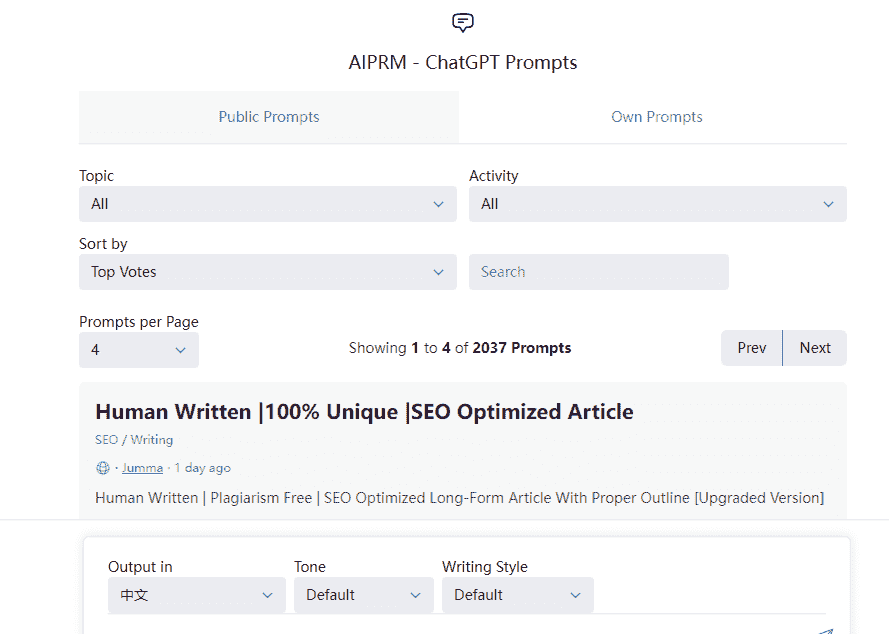 AIPRM - ChatGPT Prompts
Public Prompts Own Prompts
Topic Activity
All All
Sort by
Top Votes Search
Prompts per Page
4 Showing 1 to 4 of 2037 Prompts Prev Next
Human Written |100% Unique |SEO Optimized Article
SEO / Writing
· Jumma · 1 day ago
Human Written | Plagiarism Free | SEO Optimized Long-Form Article With Proper Outline [Upgraded Version]
Output in Tone Writing Style
中文 Default Default